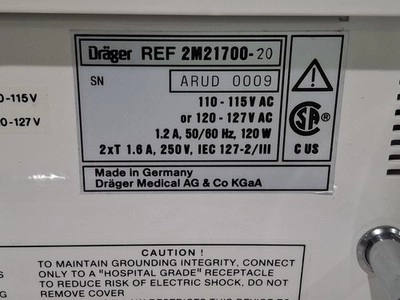 Dräger REF 2M21700-20
SN ARUD 0009
110 - 115V AC
or 120 - 127V AC
1.2 A, 50/60 Hz, 120 W
2xT 1.6 A, 250 V, IEC 127-2/III
SA
C US
Made in Germany
Dräger Medical AG & Co KGaA
0-115 V
0-127 V
CAUTION !
TO MAINTAIN GROUNDING INTEGRITY, CONNECT
ONLY TO A "HOSPITAL GRADE" RECEPTACLE
TO REDUCE RISK OF ELECTRIC SHOCK, DO NOT
REMOVE COVER